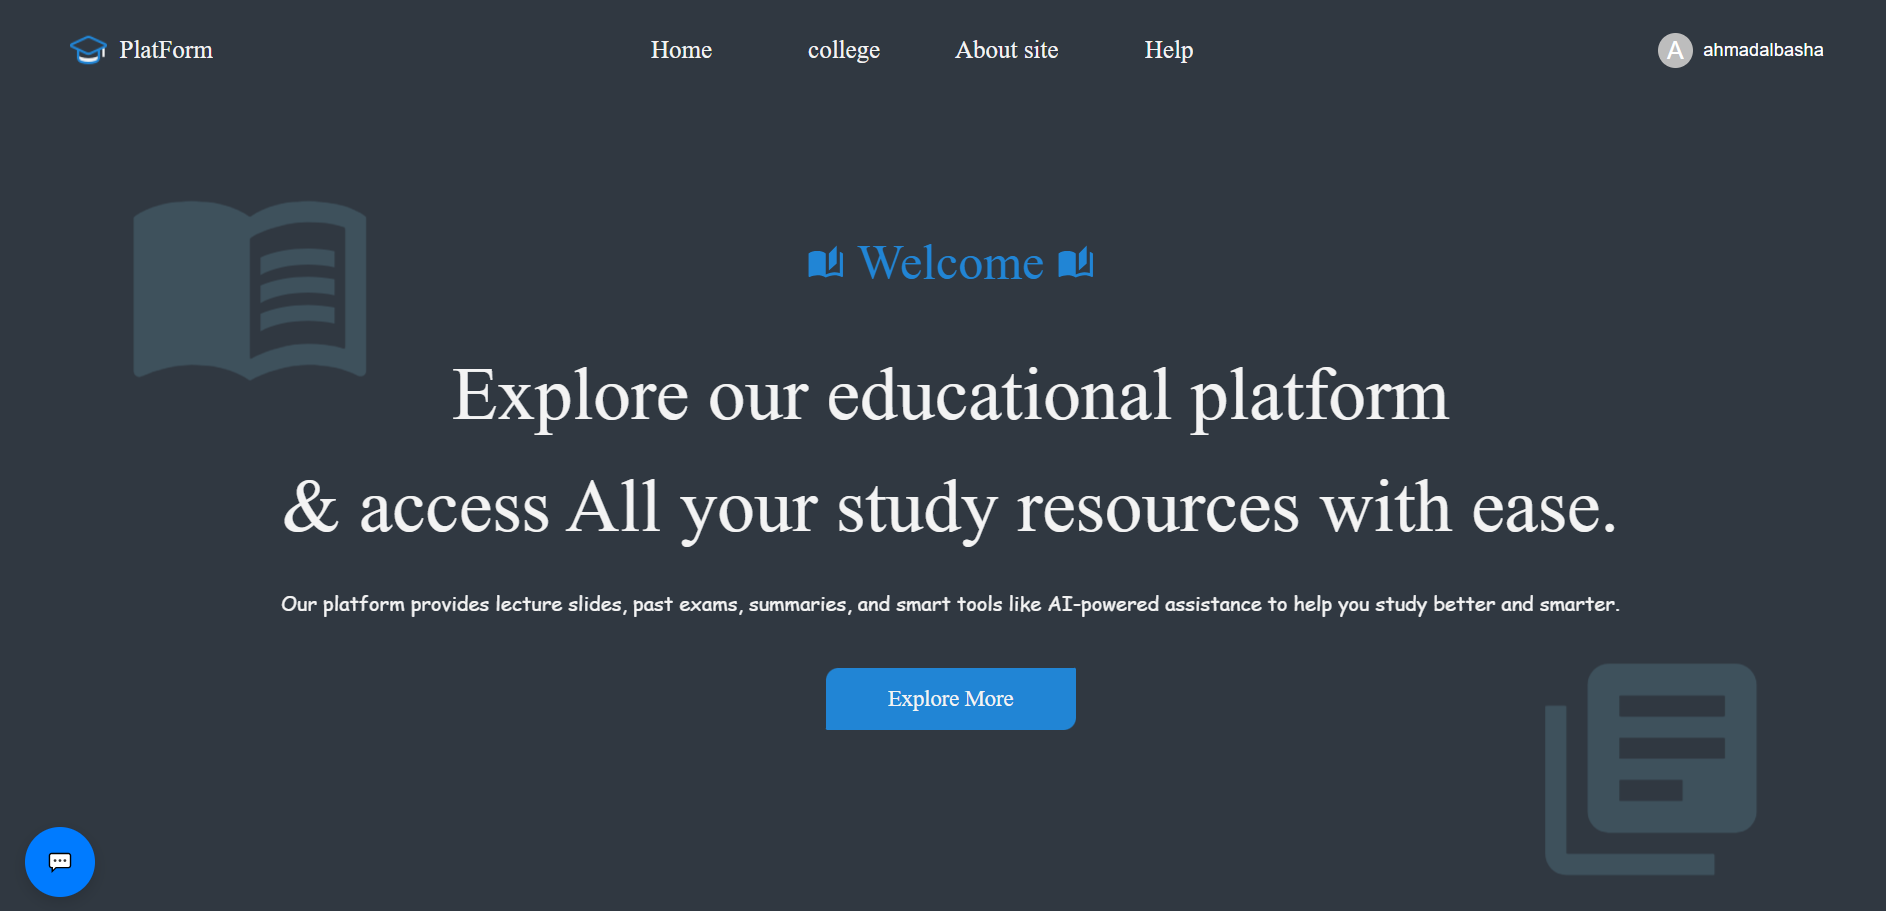 PlatForm
Home
college
About site
Help
A
ahmadalbasha
Welcome
Explore our educational platform
& access All your study resources with ease.
Our platform provides lecture slides, past exams, summaries, and smart tools like AI-powered assistance to help you study better and smarter.
Explore More